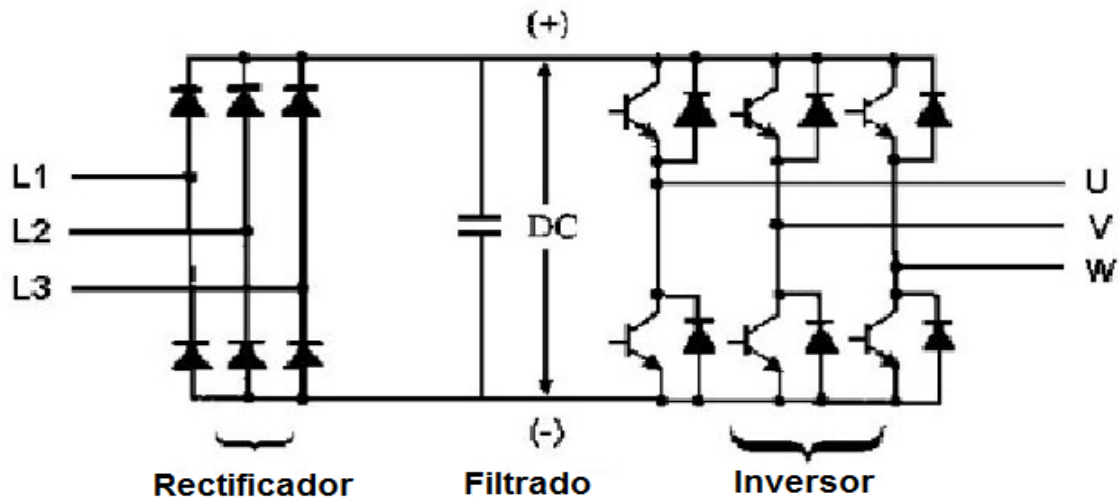 (+)
L1
L2
L3
DC
U
V
W
(-)
Rectificador
Filtrado
Inversor